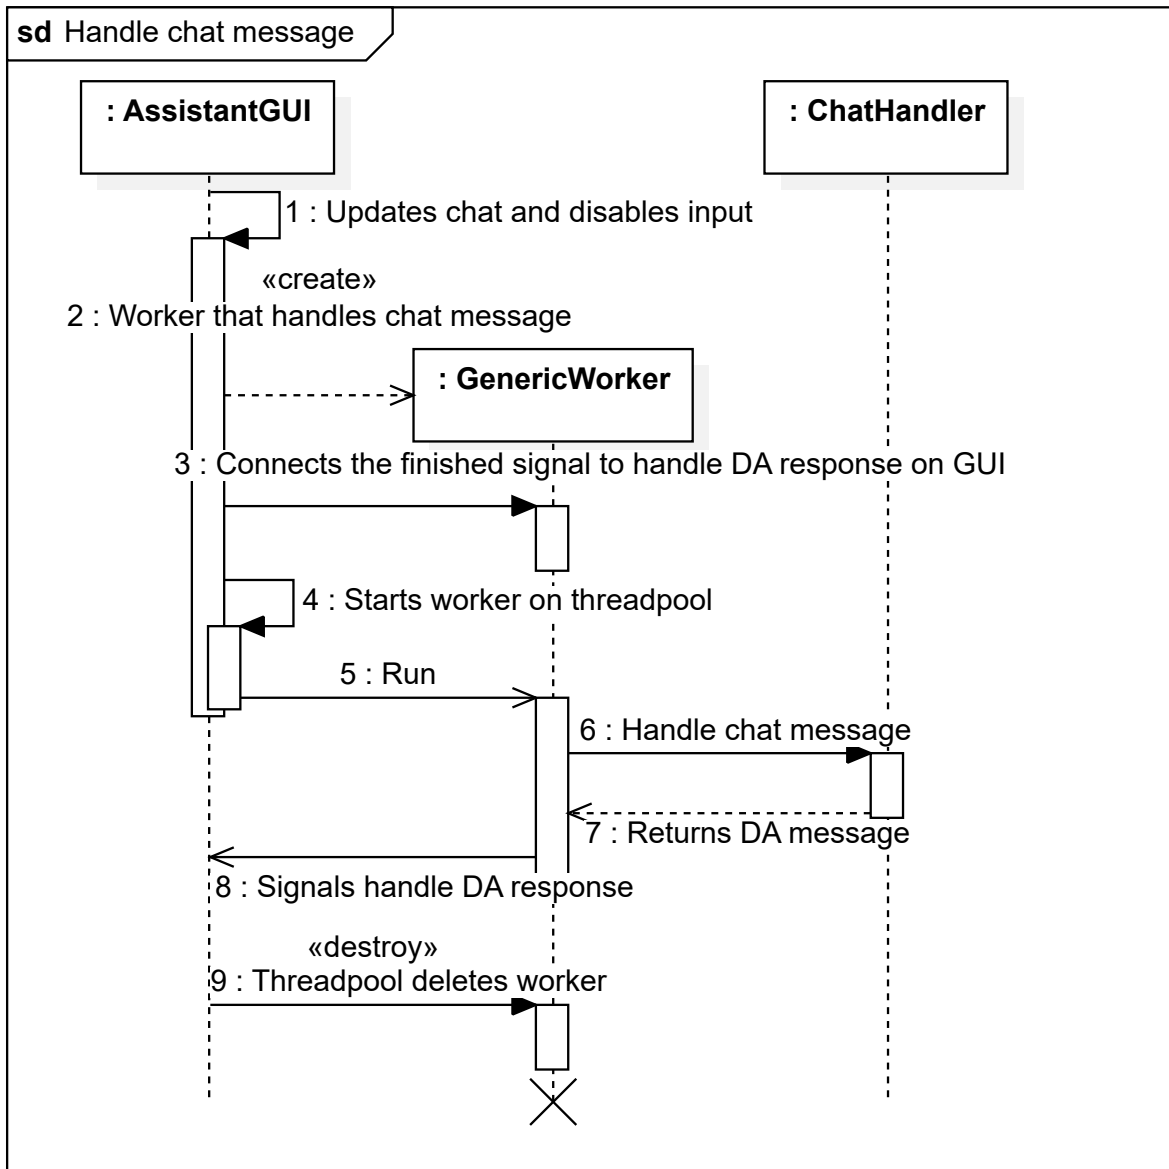 sd Handle chat message
: AssistantGUI
: ChatHandler
1 : Updates chat and disables input
«create»
2 : Worker that handles chat message
: GenericWorker
3 : Connects the finished signal to handle DA response on GUI
4 : Starts worker on threadpool
5 : Run
6 : Handle chat message
7 : Returns DA message
8 : Signals handle DA response
«destroy»
9 : Threadpool deletes worker